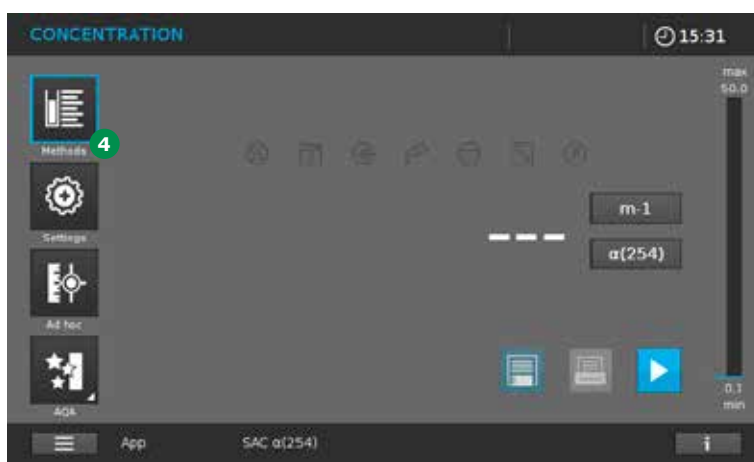 CONCENTRATION
15:31
max
50.0
Methods
4
Settings
m-1
α(254)
Ad hoc
AQA
0.1
min
App
SAC α(254)
i